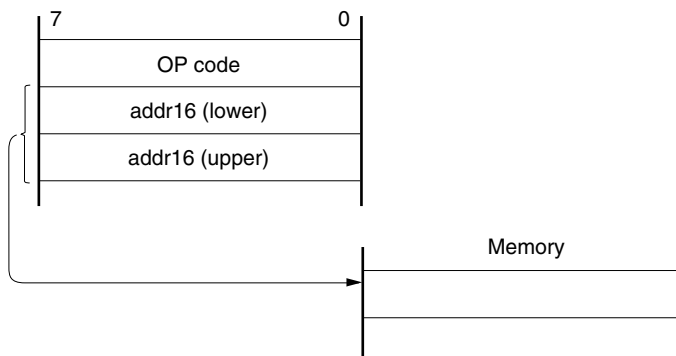 7 0
OP code
addr16 (lower)
addr16 (upper)
Memory